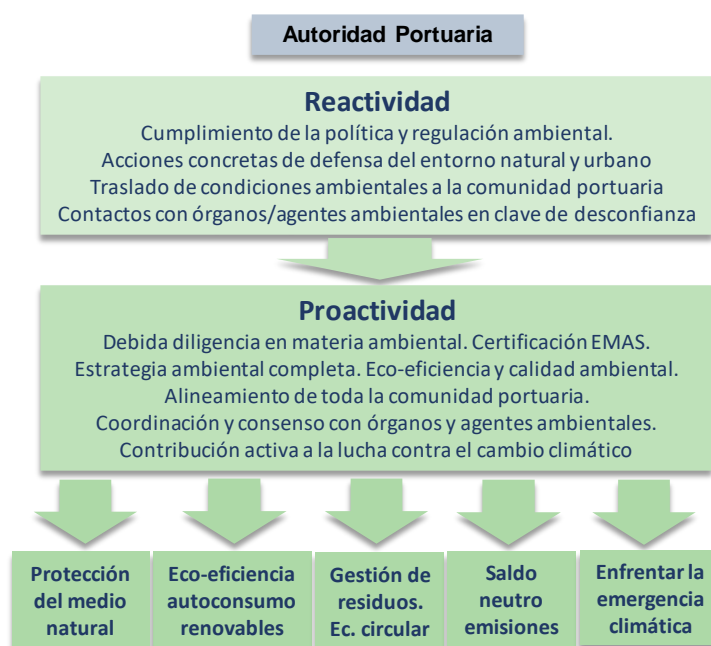 Autoridad Portuaria
Reactividad
Cumplimiento de la política y regulación ambiental.
Acciones concretas de defensa del entorno natural y urbano
Traslado de condiciones ambientales a la comunidad portuaria
Contactos con órganos/agentes ambientales en clave de desconfianza
Proactividad
Debida diligencia en materia ambiental. Certificación EMAS.
Estrategia ambiental completa. Eco-eficiencia y calidad ambiental.
Alineamiento de toda la comunidad portuaria.
Coordinación y consenso con órganos y agentes ambientales.
Contribución activa a la lucha contra el cambio climático
Protección
del medio
natural
Eco-eficiencia
autoconsumo
renovables
Gestión de
residuos.
Ec. circular
Saldo
neutro
emisiones
Enfrentar la
emergencia
climática